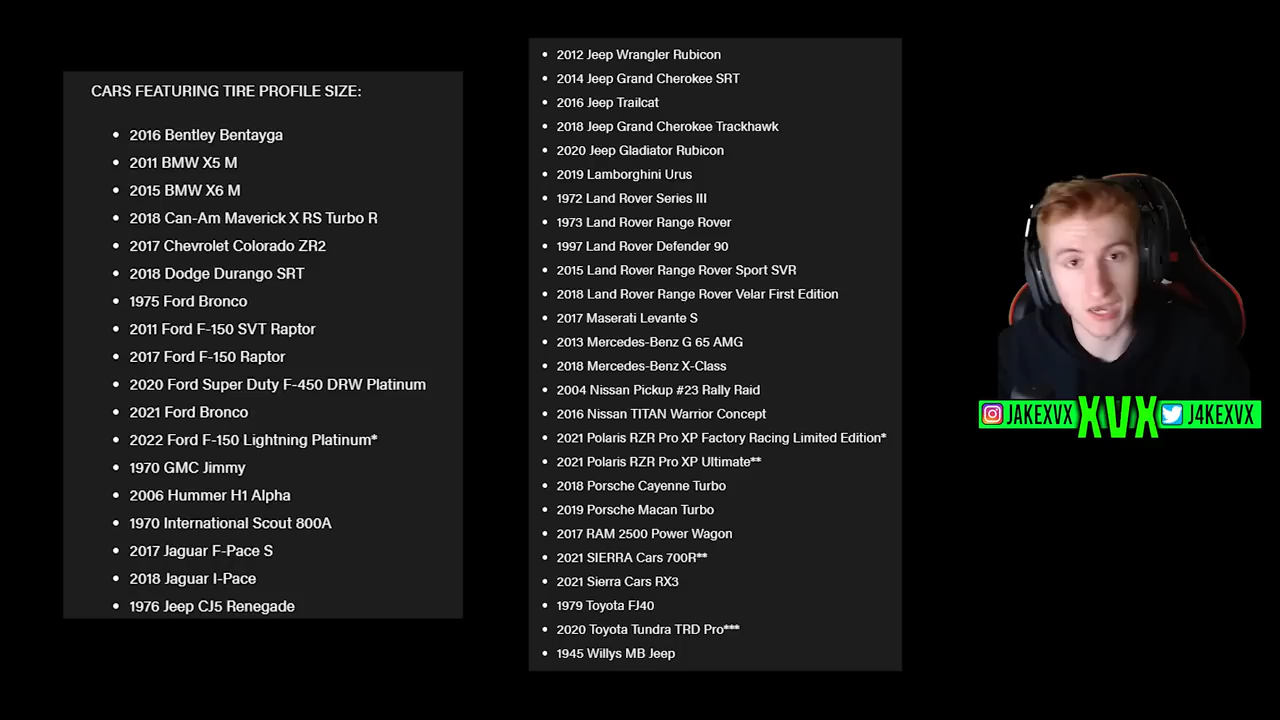 CARS FEATURING TIRE PROFILE SIZE:
2016 Bentley Bentayga
2011 BMW X5 M
2015 BMW X6 M
2018 Can-Am Maverick X RS Turbo R
2017 Chevrolet Colorado ZR2
2018 Dodge Durango SRT
1975 Ford Bronco
2011 Ford F-150 SVT Raptor
2017 Ford F-150 Raptor
2020 Ford Super Duty F-450 DRW Platinum
2021 Ford Bronco
2022 Ford F-150 Lightning Platinum*
1970 GMC Jimmy
2006 Hummer H1 Alpha
1970 International Scout 800A
2017 Jaguar F-Pace S
2018 Jaguar I-Pace
1976 Jeep CJ5 Renegade
2012 Jeep Wrangler Rubicon
2014 Jeep Grand Cherokee SRT
2016 Jeep Trailcat
2018 Jeep Grand Cherokee Trackhawk
2020 Jeep Gladiator Rubicon
2019 Lamborghini Urus
1972 Land Rover Series III
1973 Land Rover Range Rover
1997 Land Rover Defender 90
2015 Land Rover Range Rover Sport SVR
2018 Land Rover Range Rover Velar First Edition
2017 Maserati Levante S
2013 Mercedes-Benz G 65 AMG
2018 Mercedes-Benz X-Class
2004 Nissan Pickup #23 Rally Raid
2016 Nissan TITAN Warrior Concept
2021 Polaris RZR Pro XP Factory Racing Limited Edition*
2021 Polaris RZR Pro XP Ultimate**
2018 Porsche Cayenne Turbo
2019 Porsche Macan Turbo
2017 RAM 2500 Power Wagon
2021 SIERRA Cars 700R**
2021 Sierra Cars RX3
1979 Toyota FJ40
2020 Toyota Tundra TRD Pro***
1945 Willys MB Jeep
JAKEXVX XVX J4KEXVX